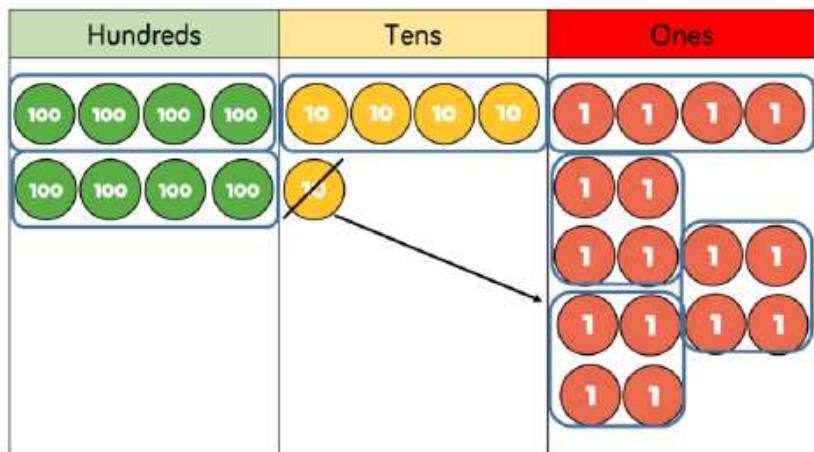 Hundreds Tens Ones
100 100 100 100 10 10 10 10 1 1 1 1
100 100 100 100 10 1 1
1 1 1 1
1 1 1 1
1 1